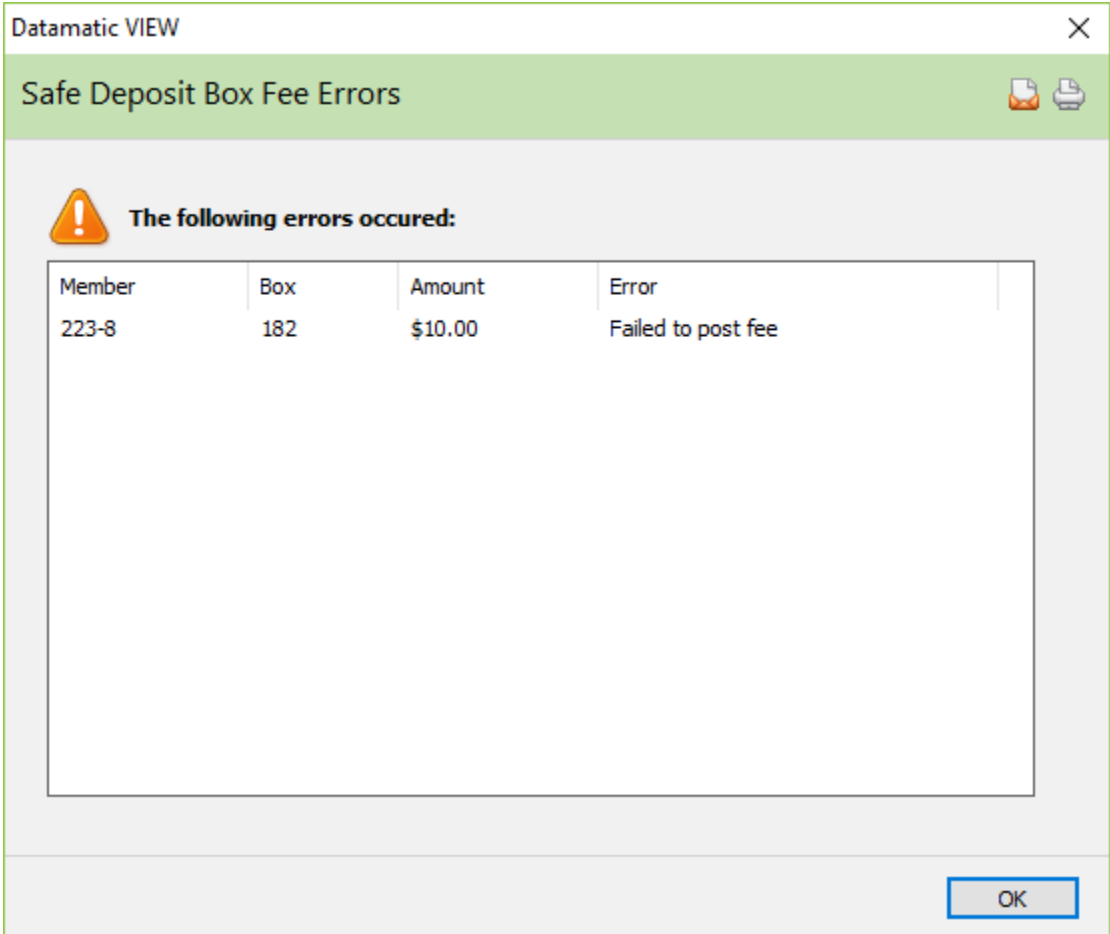 Datamatic VIEW
Safe Deposit Box Fee Errors
The following errors occured:
Member Box Amount Error
223-8 182 $10.00 Failed to post fee
OK